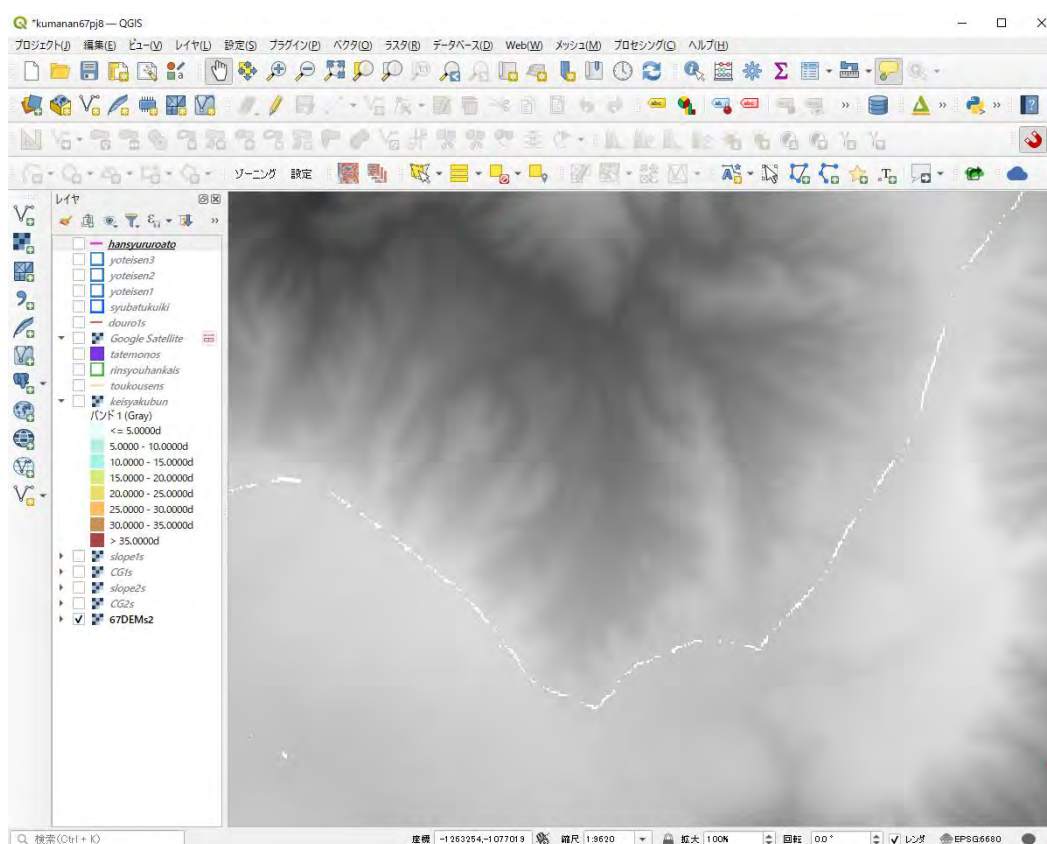 *kumanan67pj8 — QGIS
プロジェクト(J) 編集(E) ビュー(V) レイヤ(L) 設定(S) プラグイン(P) ベクタ(O) ラスタ(R) データベース(D) Web(W) メッシュ(M) プロセシング(C) ヘルプ(H)
ゾーニング 設定
レイヤ
hansyururoato
yoteisen3
yoteisen2
yoteisen1
syubatukuiki
douro1s
Google Satellite
tatemonos
rinsyouhankais
toukousens
keisyakubun
バンド 1 (Gray)
<= 5.0000d
5.0000 - 10.0000d
10.0000 - 15.0000d
15.0000 - 20.0000d
20.0000 - 25.0000d
25.0000 - 30.0000d
30.0000 - 35.0000d
> 35.0000d
slope1s
CG1s
slope2s
CG2s
67DEMs2
検索(Ctrl + K) 座標 -1263254,-1077019 縮尺 1:9620 拡大 100% 回転 0.0° レンダ EPSG:6680